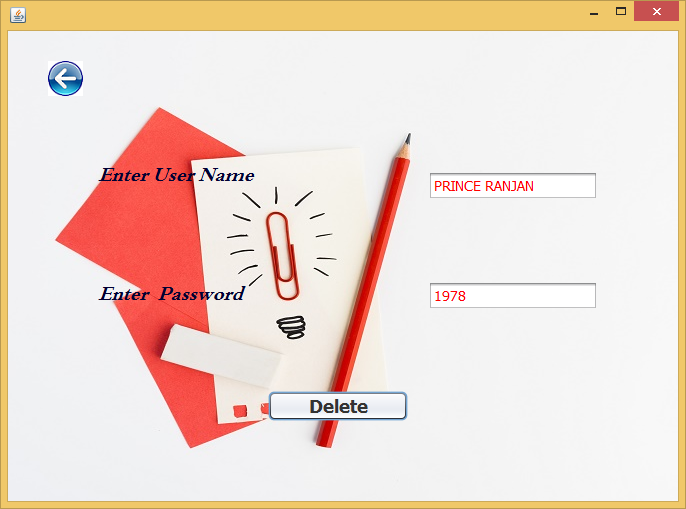 Enter User Name
PRINCE RANJAN
Enter Password
1978
Delete